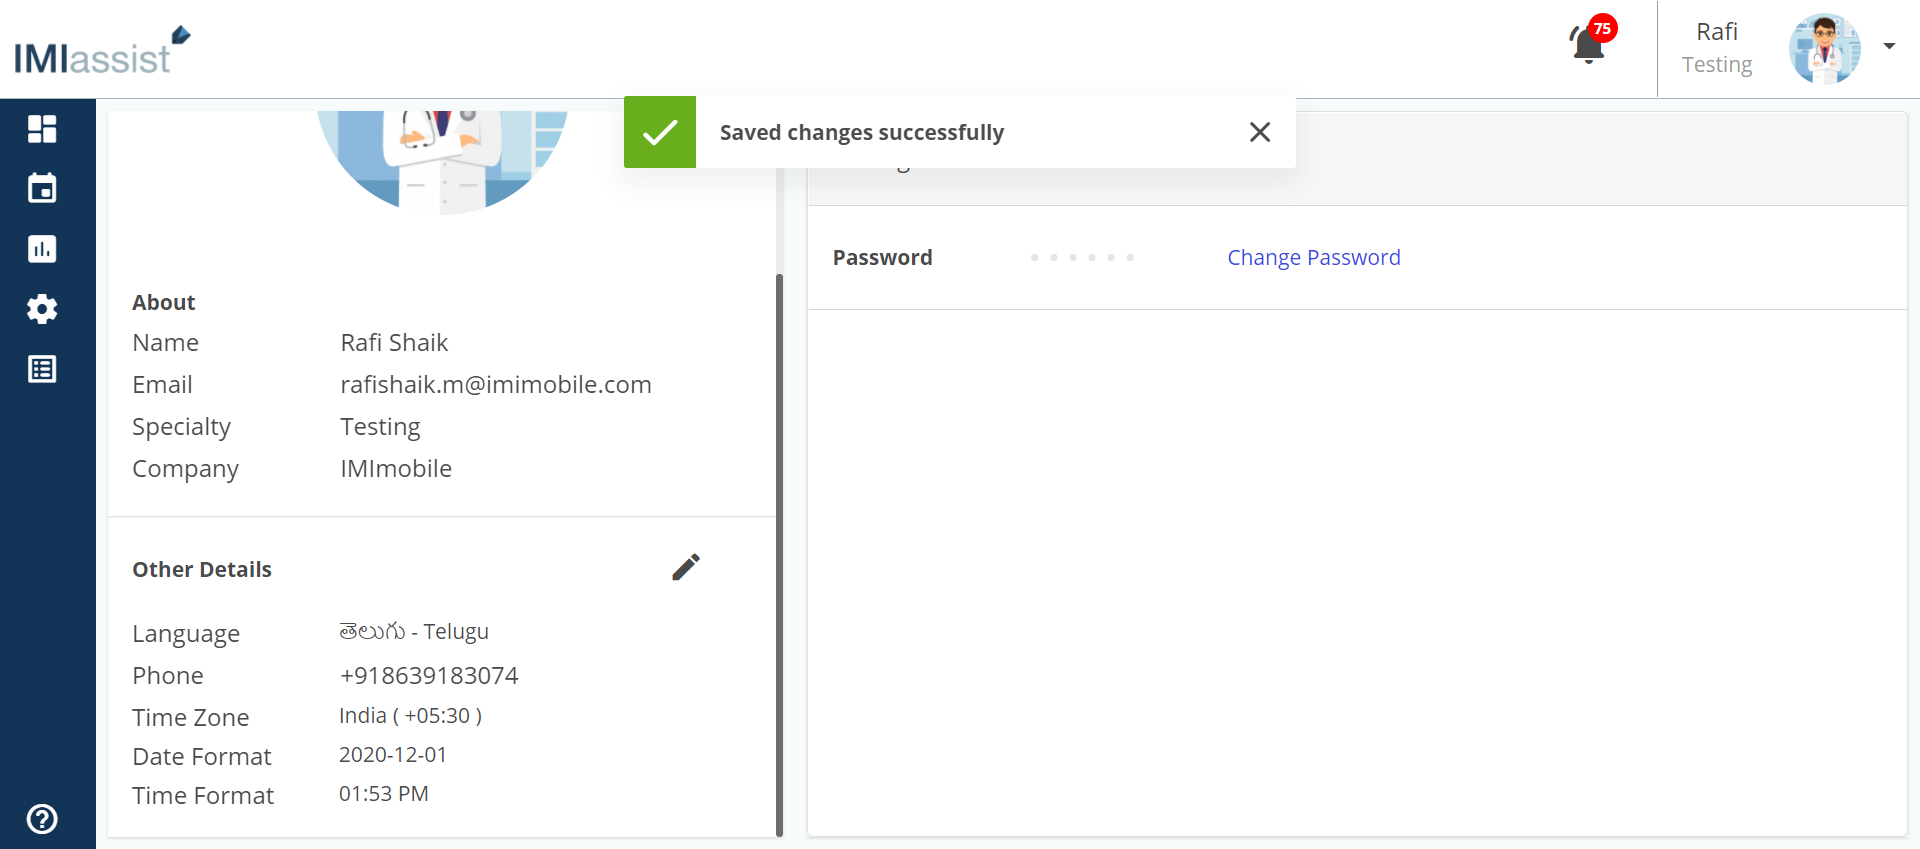 IMIassist
75
Rafi
Testing
Saved changes successfully
Password
Change Password
About
Name Rafi Shaik
Email rafishaik.m@imimobile.com
Specialty Testing
Company IMImobile
Other Details
Language తెలుగు - Telugu
Phone +918639183074
Time Zone India ( +05:30 )
Date Format 2020-12-01
Time Format 01:53 PM